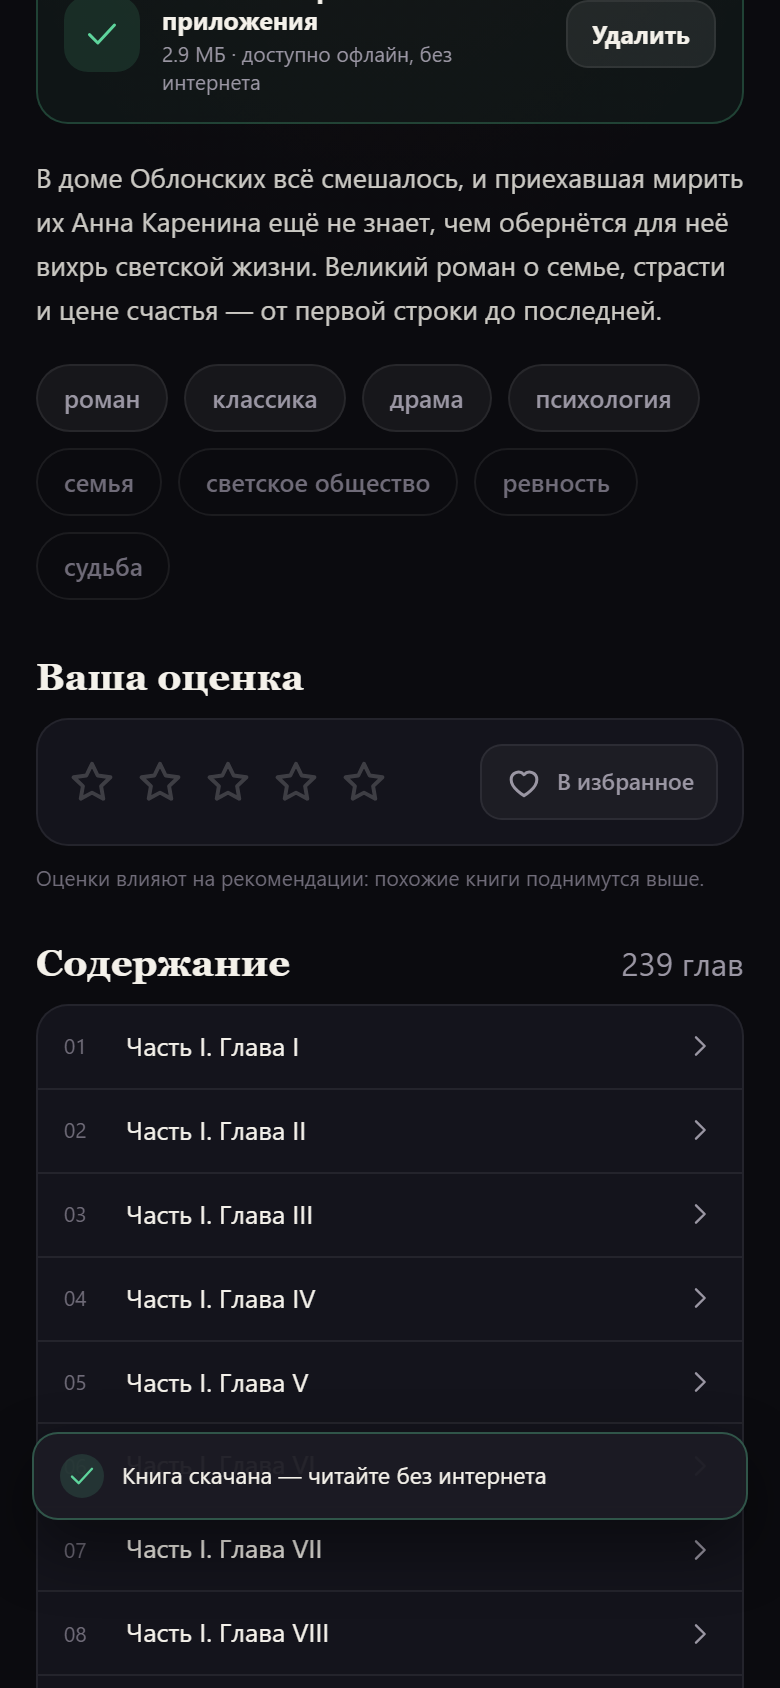 приложения
2.9 МБ · доступно офлайн, без
интернета
Удалить
В доме Облонских всё смешалось, и приехавшая мирить
их Анна Каренина ещё не знает, чем обернётся для неё
вихрь светской жизни. Великий роман о семье, страсти
и цене счастья — от первой строки до последней.
роман
классика
драма
психология
семья
светское общество
ревность
судьба
Ваша оценка
В избранное
Оценки влияют на рекомендации: похожие книги поднимутся выше.
Содержание
239 глав
01 Часть I. Глава I
02 Часть I. Глава II
03 Часть I. Глава III
04 Часть I. Глава IV
05 Часть I. Глава V
Книга скачана — читайте без интернета
07 Часть I. Глава VII
08 Часть I. Глава VIII